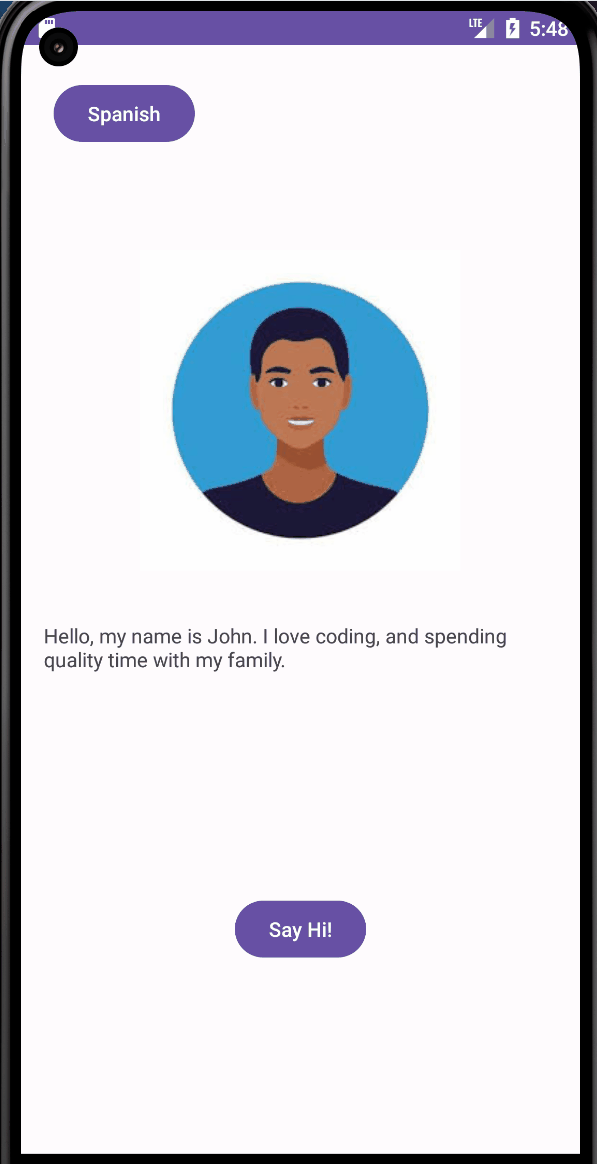 LTE 5:48
Spanish
Hello, my name is John. I love coding, and spending
quality time with my family.
Say Hi!